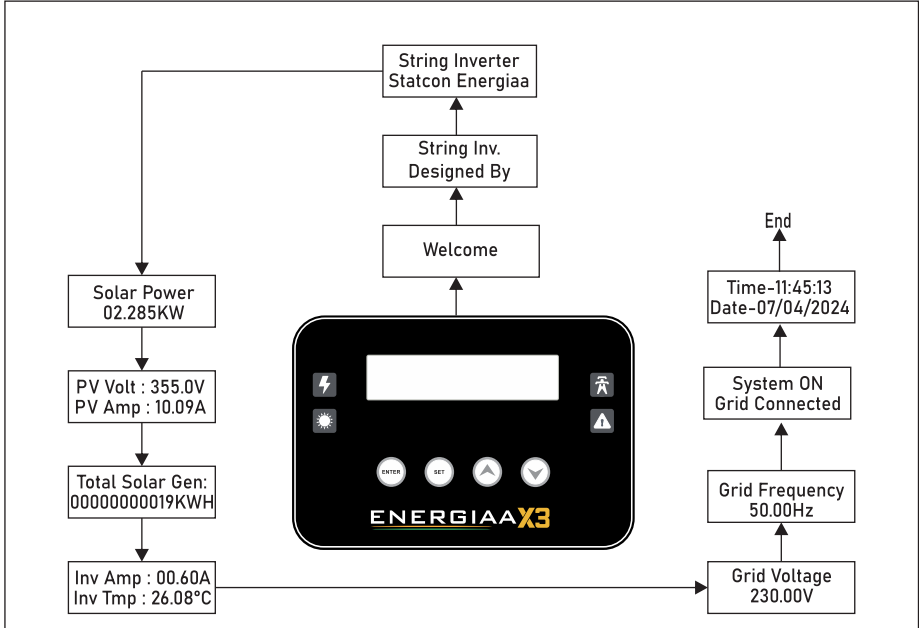 String Inverter
Statcon Energiaa
String Inv.
Designed By
Welcome
Solar Power
02.285KW
PV Volt : 355.0V
PV Amp : 10.09A
Total Solar Gen:
00000000019KWH
Inv Amp : 00.60A
Inv Tmp : 26.08°C
ENTER
SET
ENERGIAAX3
End
Time-11:45:13
Date-07/04/2024
System ON
Grid Connected
Grid Frequency
50.00Hz
Grid Voltage
230.00V